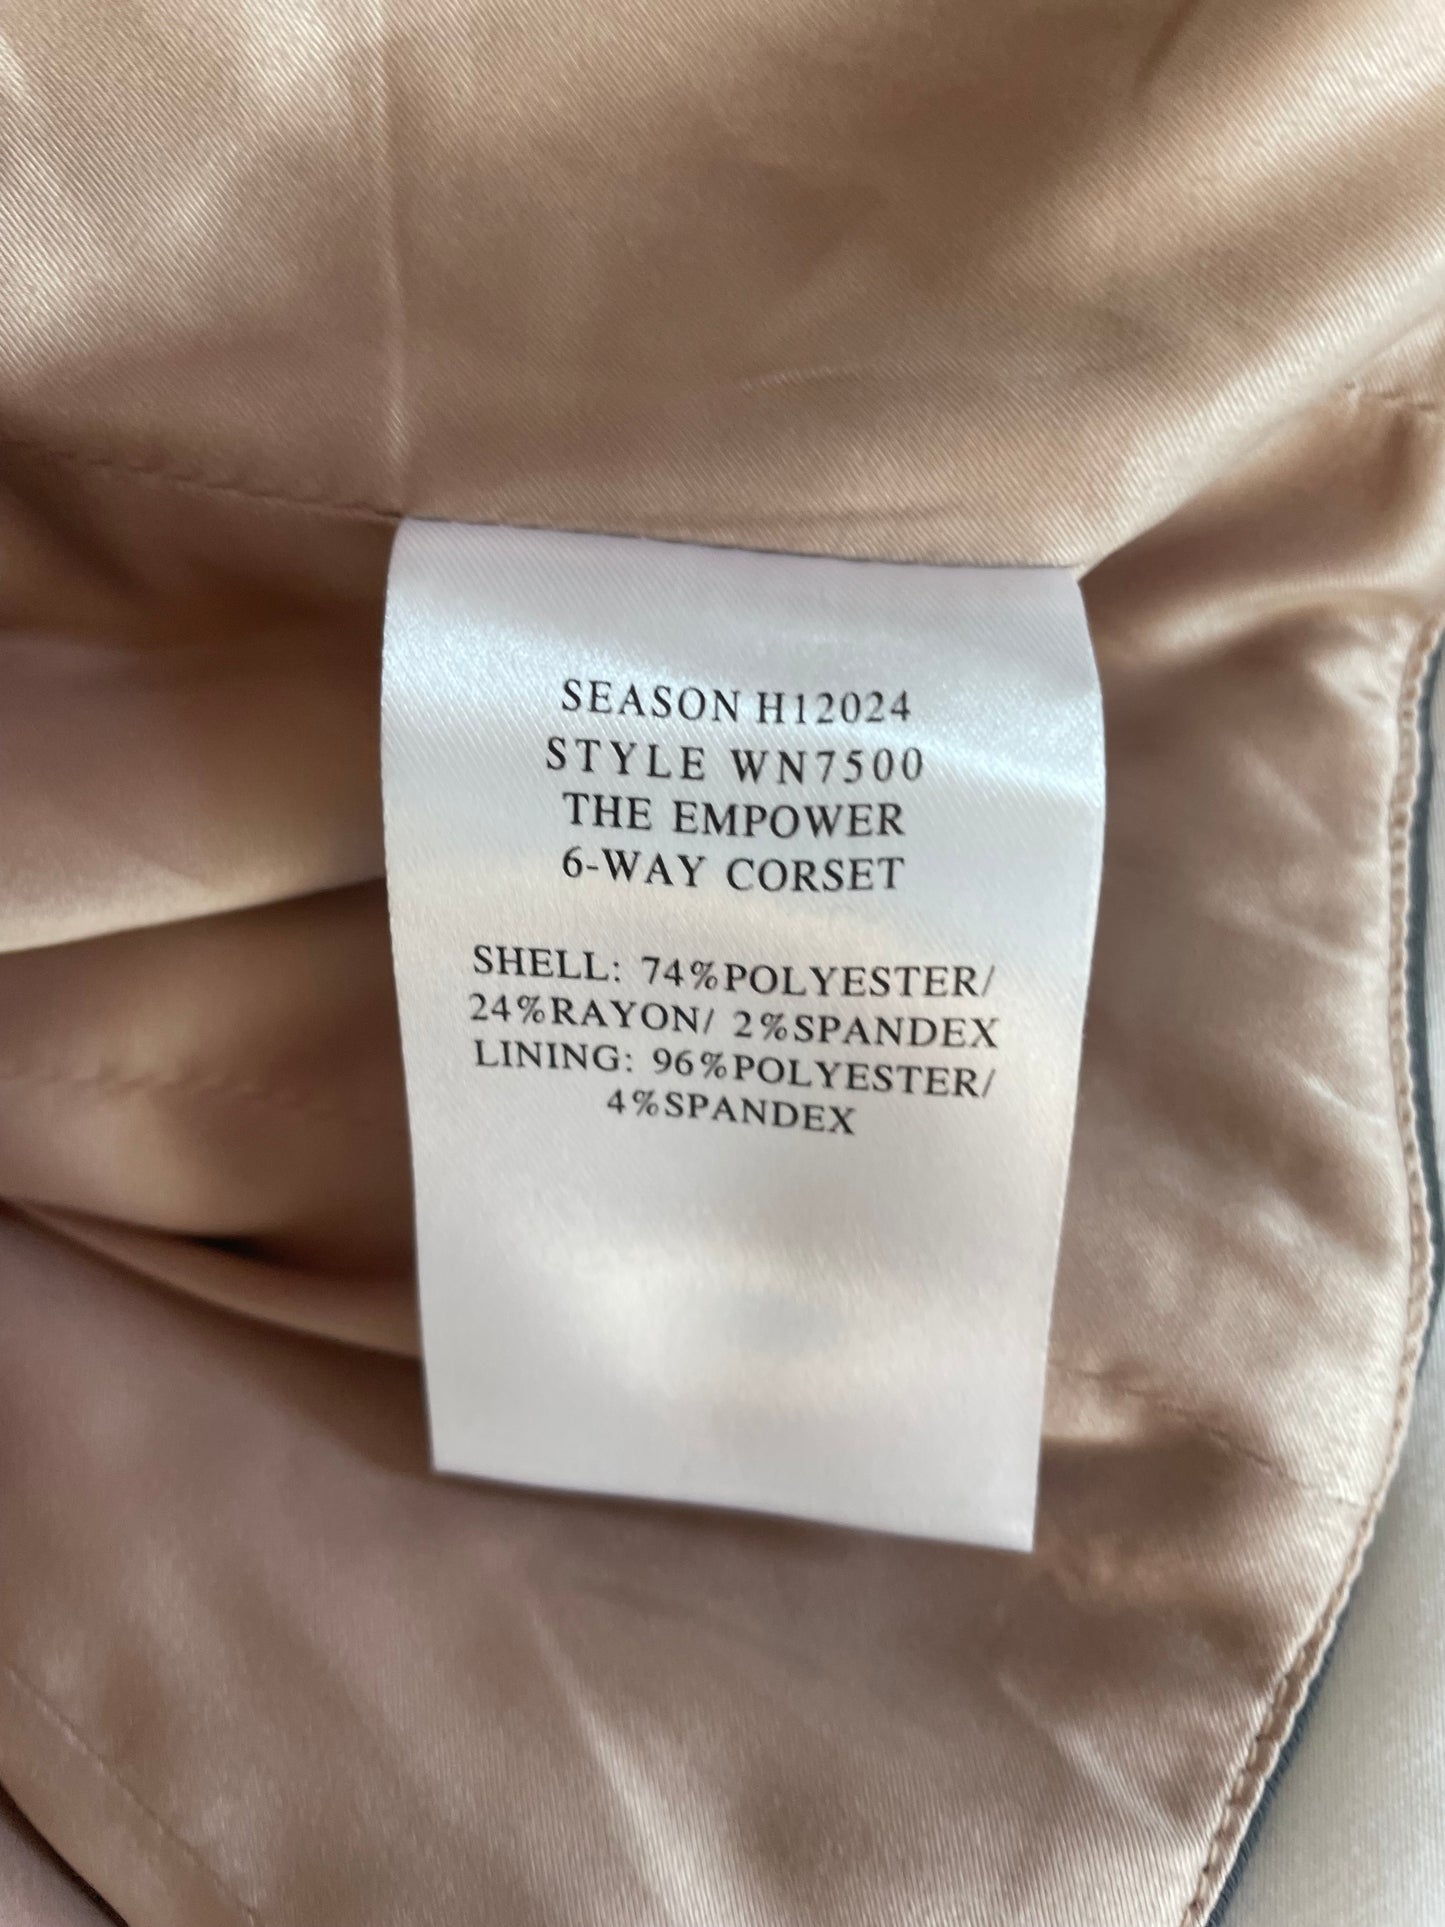 SEASON H12024
STYLE WN7500
THE EMPOWER
6-WAY CORSET
SHELL: 74%POLYESTER/
24%RAYON/ 2%SPANDEX
LINING: 96%POLYESTER/
4%SPANDEX